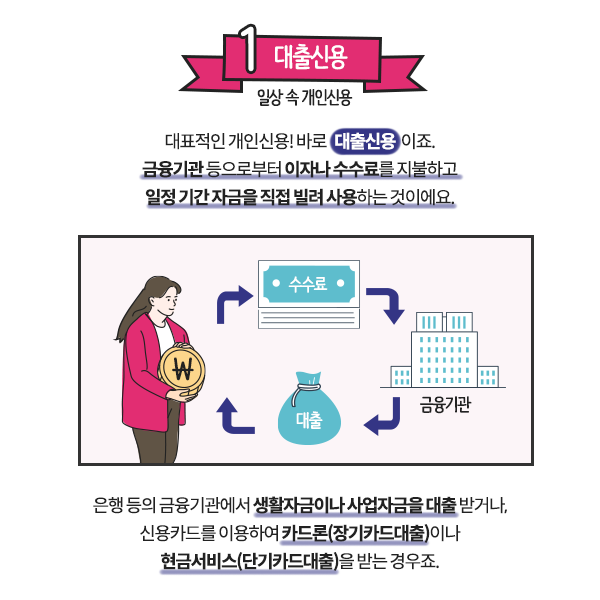 1 대출신용
일상 속 개인신용
대표적인 개인신용! 바로 대출신용이죠.
금융기관 등으로부터 이자나 수수료를 지불하고
일정 기간 자금을 직접 빌려 사용하는 것이에요.
수수료
₩
금융기관
대출
은행 등의 금융기관에서 생활자금이나 사업자금을 대출 받거나,
신용카드를 이용하여 카드론(장기카드대출)이나
현금서비스(단기카드대출)을 받는 경우죠.